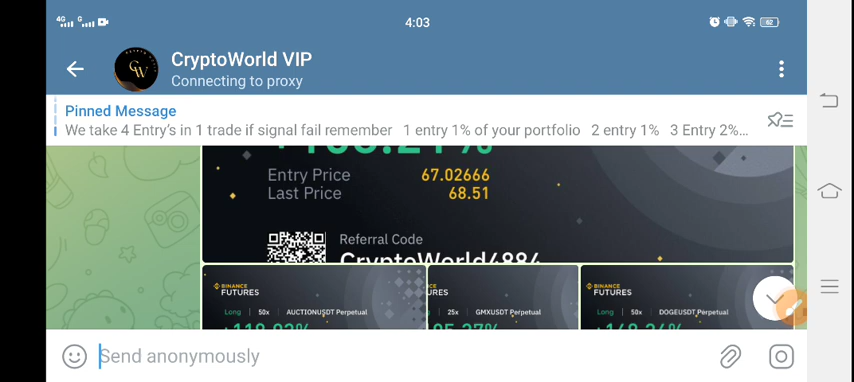 4G G 4:03 62
CryptoWorld VIP
Connecting to proxy
Pinned Message
We take 4 Entry's in 1 trade if signal fail remember 1 entry 1% of your portfolio 2 entry 1% 3 Entry 2%...
Entry Price 67.02666
Last Price 68.51
Referral Code
CryptoWorld4884
BINANCE
FUTURES
Long 50x AUCTIONUSDT Perpetual
URES
25x GMXUSDT Perpetual
BINANCE
FUTURES
Long 50x DOGEUSDT Perpetual
Send anonymously